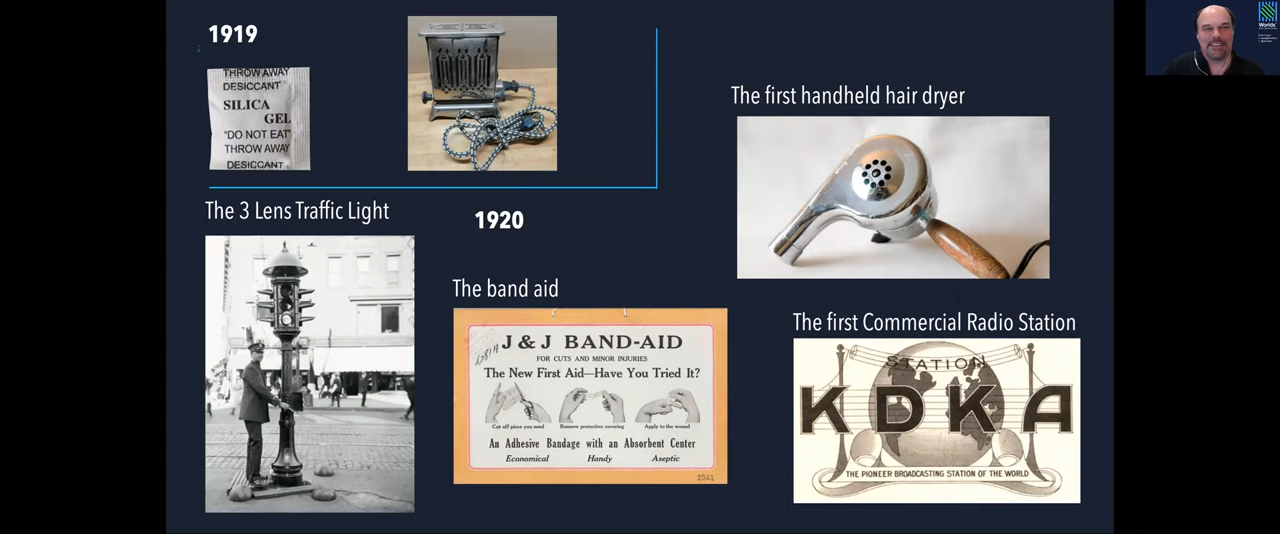 1919
THROW AWAY
DESICCANT
SILICA
GEL
"DO NOT EAT"
THROW AWAY
DESICCANT
The first handheld hair dryer
The 3 Lens Traffic Light
1920
The band aid
J & J BAND-AID
FOR CUTS AND MINOR INJURIES
The New First Aid—Have You Tried It?
Cut off piece you need Remove protective covering Apply to the wound
An Adhesive Bandage with an Absorbent Center
Economical Handy Aseptic
1921
The first Commercial Radio Station
STATION
KDKA
THE PIONEER BROADCASTING STATION OF THE WORLD
Worlds